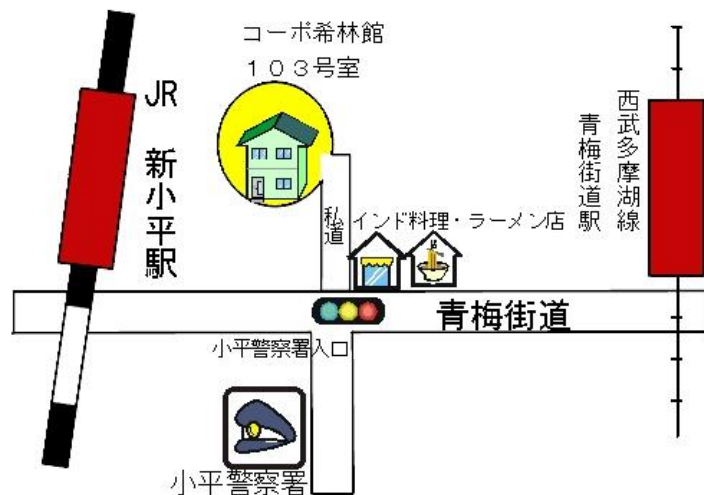 コーポ希林館
１０３号室
JR 新小平駅
西武多摩湖線
青梅街道駅
私道
インド料理・ラーメン店
青梅街道
小平警察署入口
小平警察署